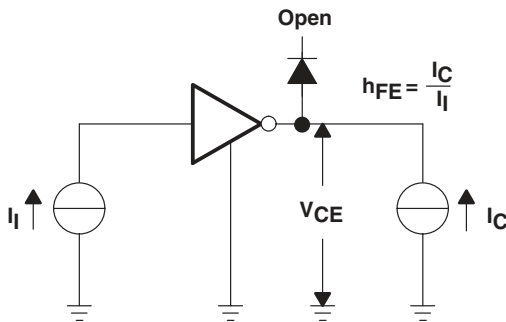 Open
hFE = IC / II
II
VCE
IC